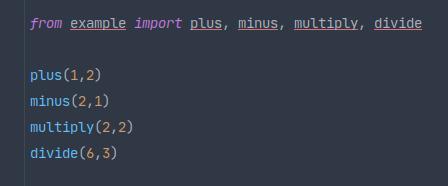 from example import plus, minus, multiply, divide
plus(1,2)
minus(2,1)
multiply(2,2)
divide(6,3)